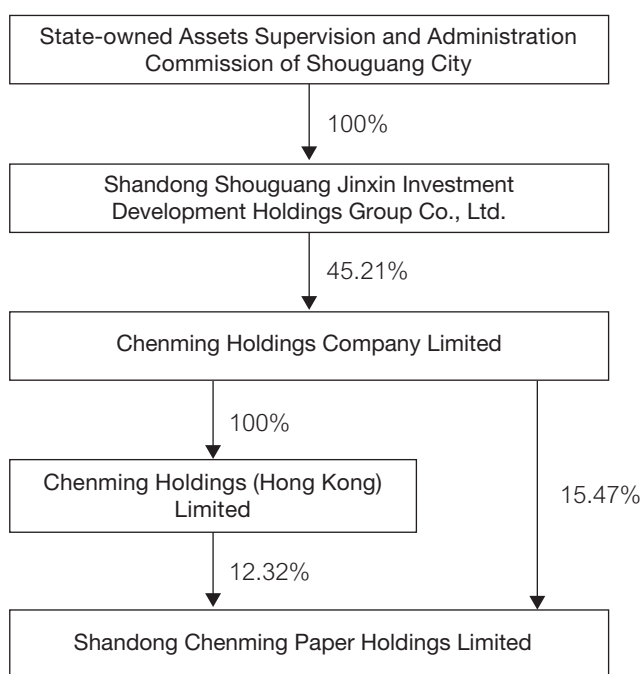 State-owned Assets Supervision and Administration
Commission of Shouguang City
100%
Shandong Shouguang Jinxin Investment
Development Holdings Group Co., Ltd.
45.21%
Chenming Holdings Company Limited
100%
Chenming Holdings (Hong Kong)
Limited
15.47%
12.32%
Shandong Chenming Paper Holdings Limited